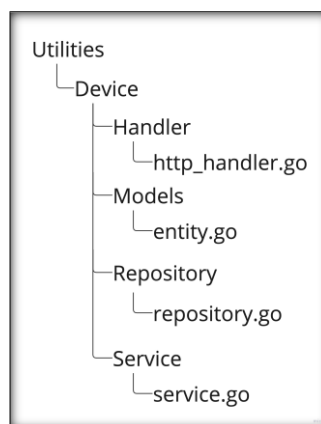 Utilities
Device
Handler
http_handler.go
Models
entity.go
Repository
repository.go
Service
service.go